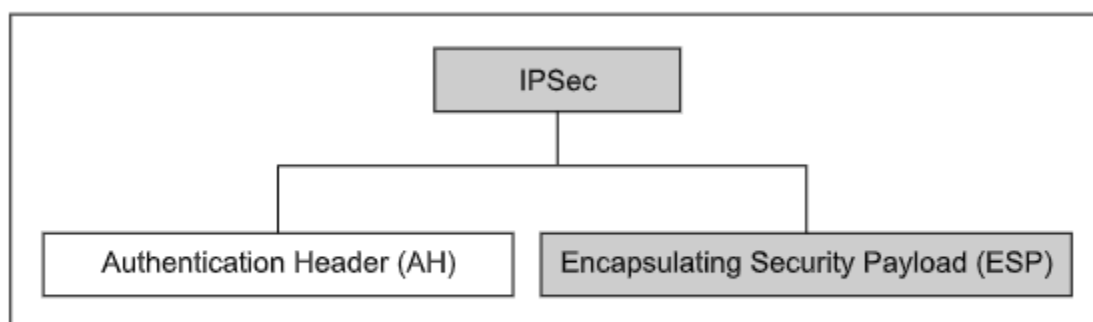 IPSec
Authentication Header (AH)
Encapsulating Security Payload (ESP)